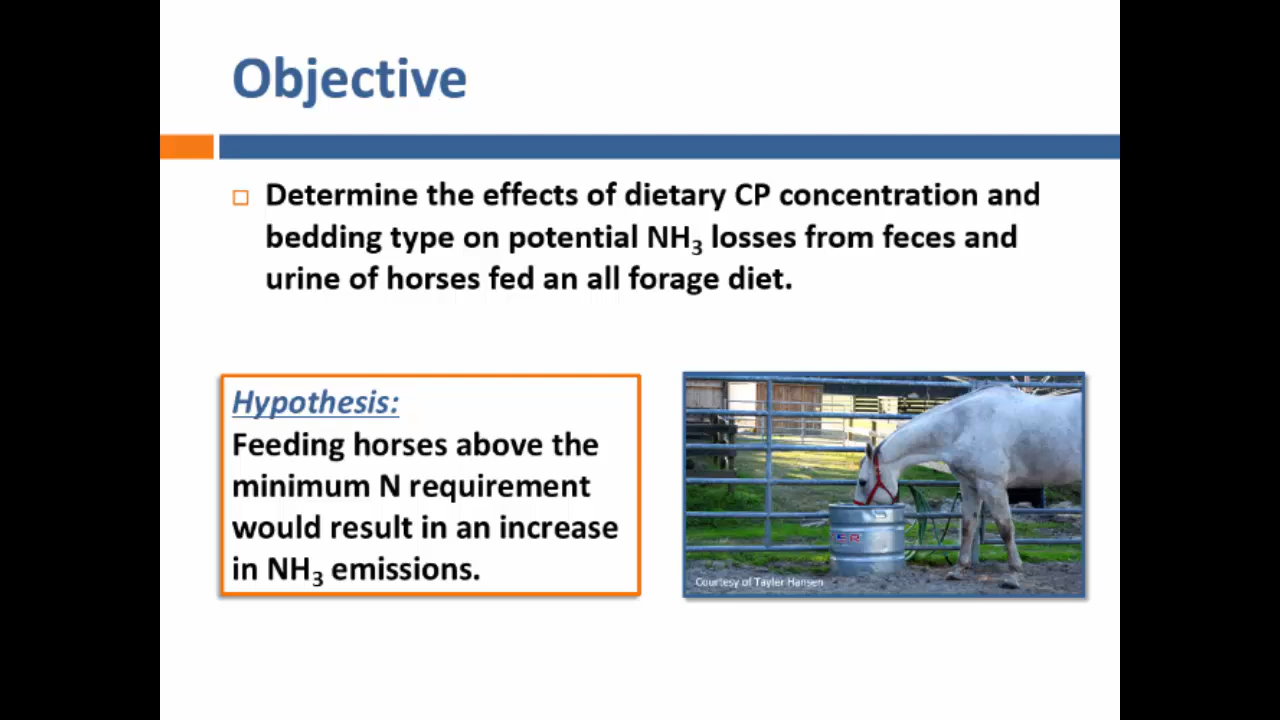 Objective
Determine the effects of dietary CP concentration and
bedding type on potential NH₃ losses from feces and
urine of horses fed an all forage diet.
Hypothesis:
Feeding horses above the
minimum N requirement
would result in an increase
in NH₃ emissions.
Courtesy of Tayler Hansen